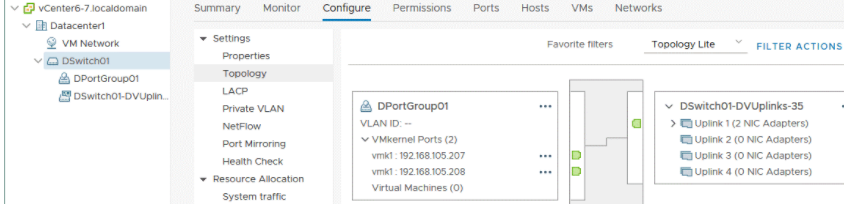 vCenter6-7.localdomain
Datacenter1
VM Network
DSwitch01
DPortGroup01
DSwitch01-DVUplin...
Summary Monitor Configure Permissions Ports Hosts VMs Networks
Settings
Properties
Topology
LACP
Private VLAN
NetFlow
Port Mirroring
Health Check
Resource Allocation
System traffic
Favorite filters Topology Lite FILTER ACTIONS
DPortGroup01 ...
VLAN ID: --
VMkernel Ports (2)
vmk1 : 192.168.105.207 ...
vmk1 : 192.168.105.208 ...
Virtual Machines (0)
DSwitch01-DVUplinks-35
Uplink 1 (2 NIC Adapters)
Uplink 2 (0 NIC Adapters)
Uplink 3 (0 NIC Adapters)
Uplink 4 (0 NIC Adapters)